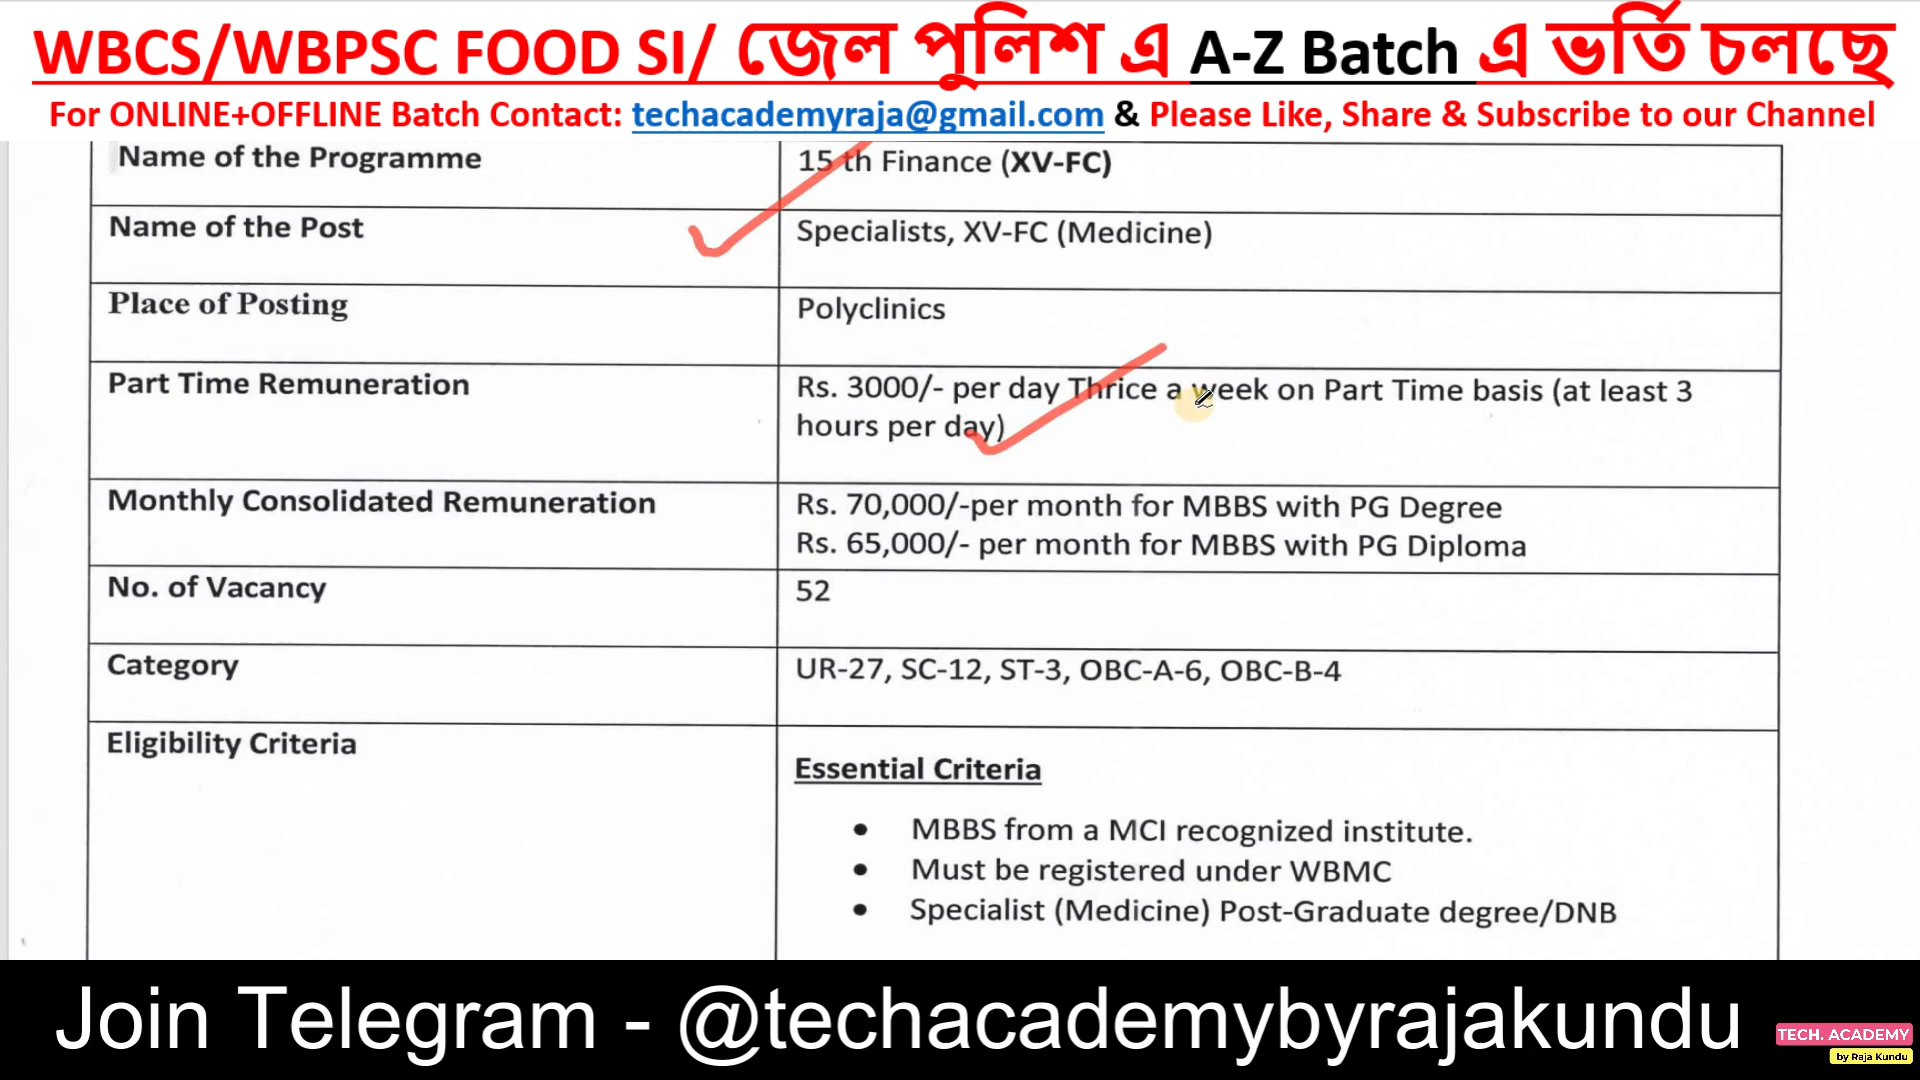 WBCS/WBPSC FOOD SI/ জেল পুলিশ এ A-Z Batch এ ভর্তি চলছে
For ONLINE+OFFLINE Batch Contact: techacademyraja@gmail.com & Please Like, Share & Subscribe to our Channel
Name of the Programme
15 th Finance (XV-FC)
Name of the Post
Specialists, XV-FC (Medicine)
Place of Posting
Polyclinics
Part Time Remuneration
Rs. 3000/- per day Thrice a week on Part Time basis (at least 3
hours per day)
Monthly Consolidated Remuneration
Rs. 70,000/-per month for MBBS with PG Degree
Rs. 65,000/- per month for MBBS with PG Diploma
No. of Vacancy
52
Category
UR-27, SC-12, ST-3, OBC-A-6, OBC-B-4
Eligibility Criteria
Essential Criteria
• MBBS from a MCI recognized institute.
• Must be registered under WBMC
• Specialist (Medicine) Post-Graduate degree/DNB
Join Telegram - @techacademybyrajakundu
TECH. ACADEMY
by Raja Kundu